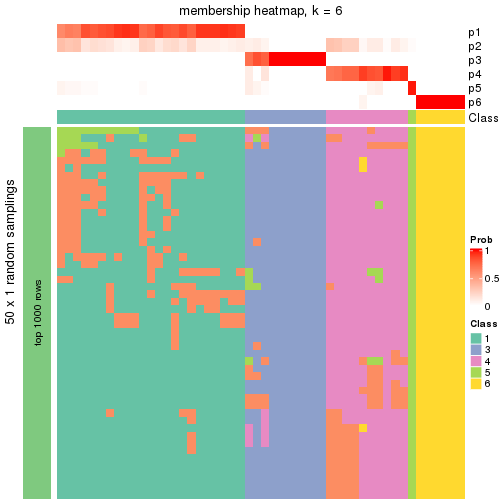 membership heatmap, k = 6
p1
p2
p3
p4
p5
p6
Class
50 x 1 random samplings
top 1000 rows
Prob
1
0.5
0
Class
1
3
4
5
6